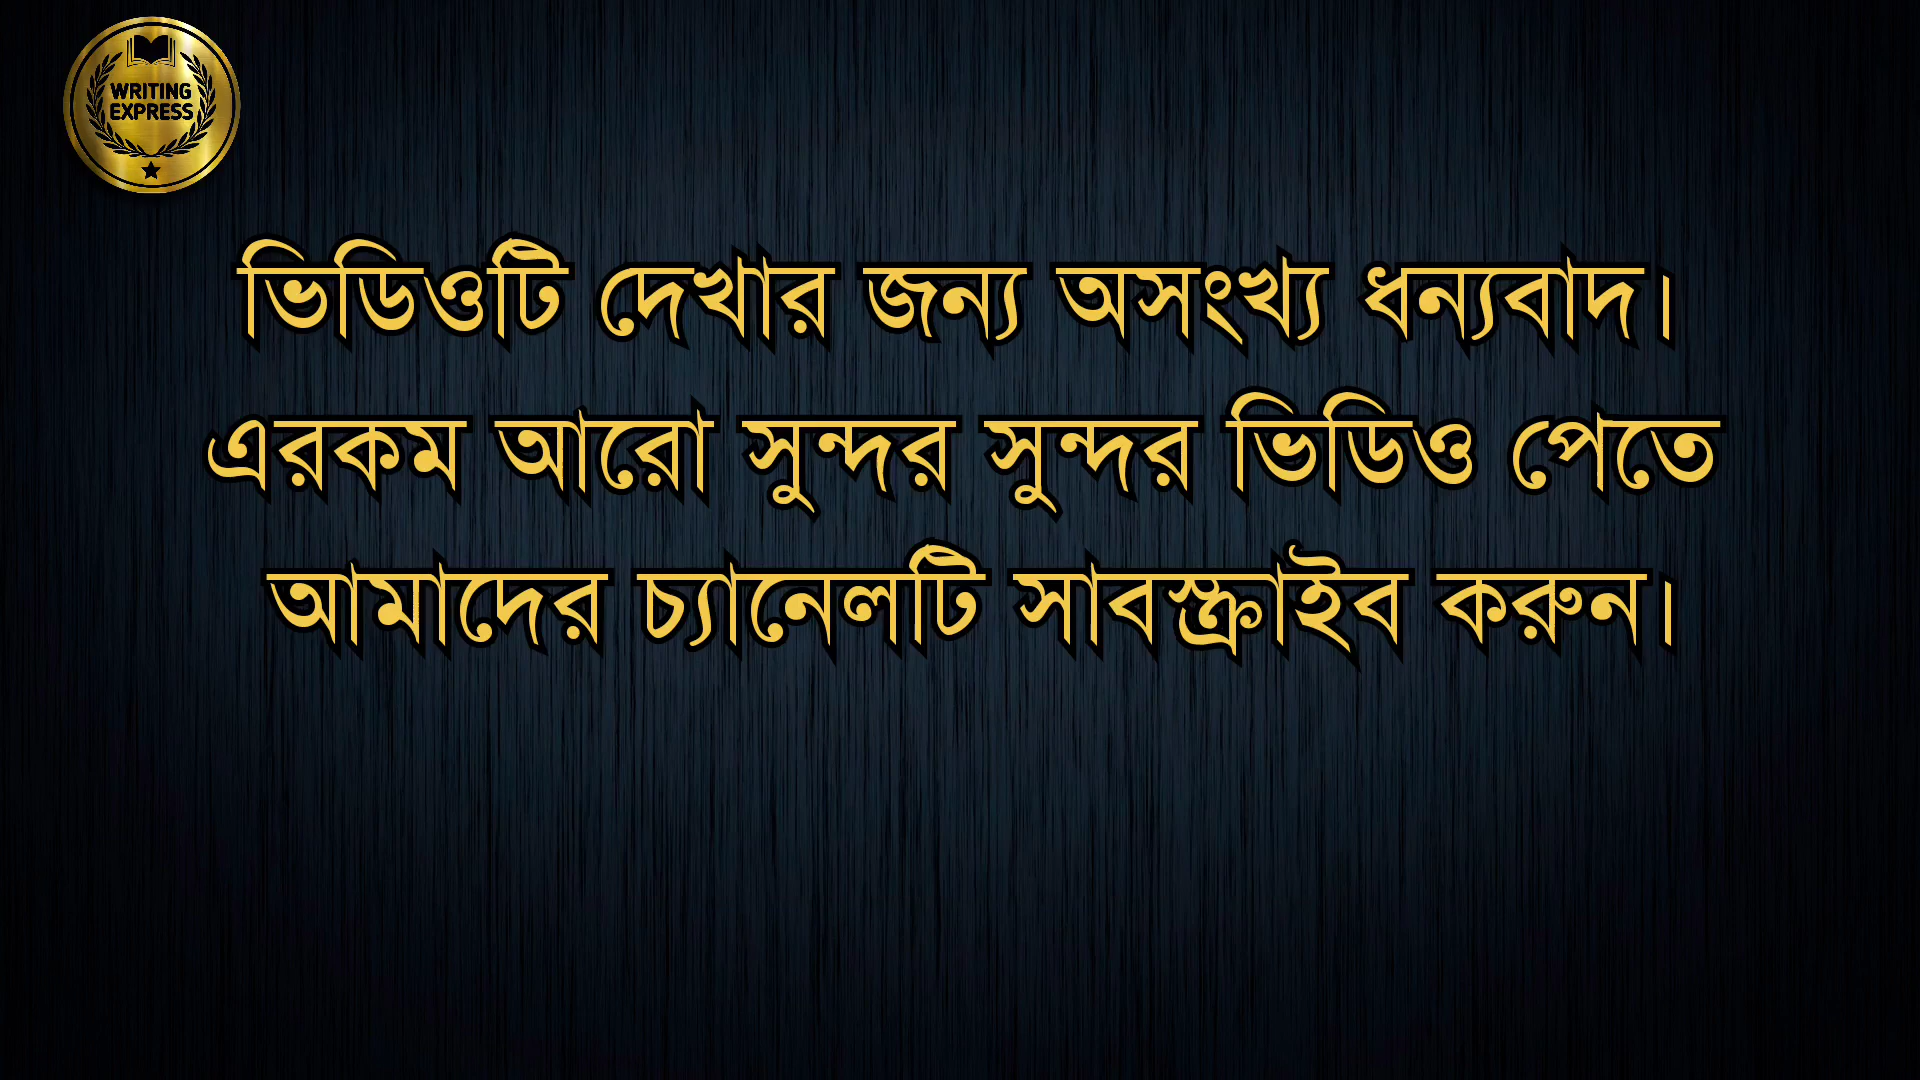 WRITING
EXPRESS
ভিডিওটি দেখার জন্য অসংখ্য ধন্যবাদ।
এরকম আরো সুন্দর সুন্দর ভিডিও পেতে
আমাদের চ্যানেলটি সাবস্ক্রাইব করুন।